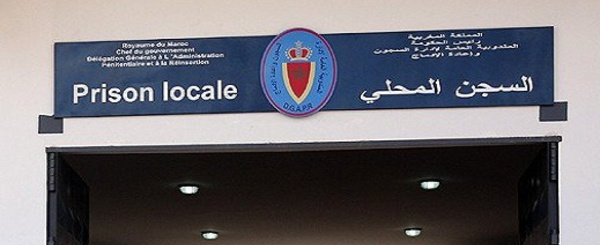 Royaume du Maroc
Chef du gouvernement
Délégation Générale à L'Administration
Pénitentiaire et à la Réinsertion
Prison locale
D.G.A.P.R
المملكة المغربية
رئيس الحكومة
المندوبية العامة لإدارة السجون
وإعادة الإدماج
السجن المحلي